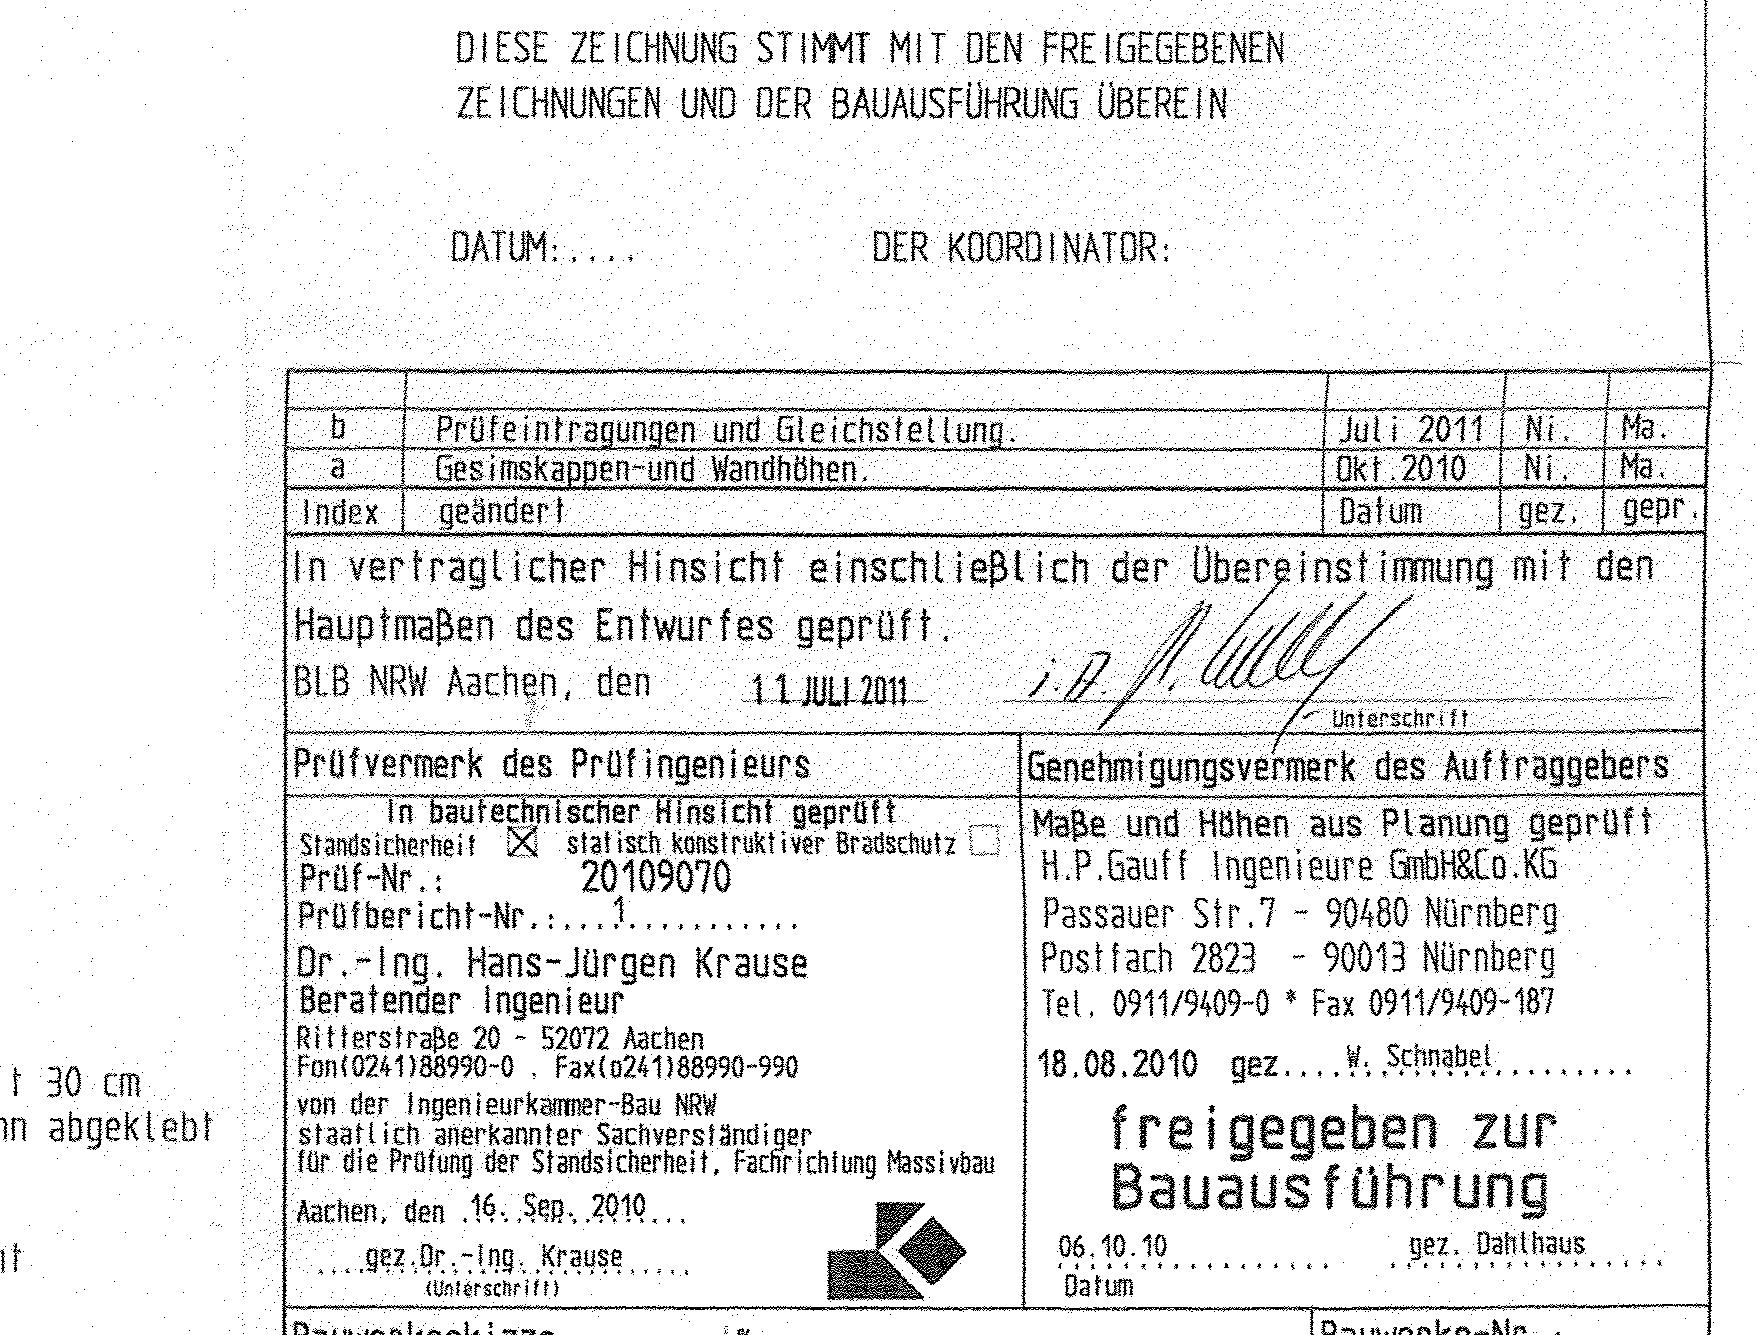 DIESE ZEICHNUNG STIMMT MIT DEN FREIGEGEBENEN
ZEICHNUNGEN UND DER BAUAUSFÜHRUNG ÜBEREIN
DATUM:.... DER KOORDINATOR:
b Prüfeintragungen und Gleichstellung. Juli 2011 Ni. Ma.
a Gesimskappen-und Wandhöhen. Okt.2010 Ni. Ma.
Index geändert Datum gez. gepr.
In vertraglicher Hinsicht einschließlich der Übereinstimmung mit den
Hauptmaßen des Entwurfes geprüft.
BLB NRW Aachen, den 11. JULI 2011 i.A.
Unterschrift
Prüfvermerk des Prüfingenieurs
In bautechnischer Hinsicht geprüft
Standsicherheit ☒ statisch konstruktiver Bradschutz ☐
Prüf-Nr.: 20109070
Prüfbericht-Nr.:....1...........
Dr.-Ing. Hans-Jürgen Krause
Beratender Ingenieur
Ritterstraße 20 - 52072 Aachen
Fon(0241)88990-0 . Fax(0241)88990-990
von der Ingenieurkammer-Bau NRW
staatlich anerkannter Sachverständiger
für die Prüfung der Standsicherheit, Fachrichtung Massivbau
Aachen, den .16. Sep. 2010...
....gez.Dr.-Ing. Krause......
(Unterschrift)
Genehmigungsvermerk des Auftraggebers
Maße und Höhen aus Planung geprüft
H.P.Gauff Ingenieure GmbH&Co.KG
Passauer Str.7 - 90480 Nürnberg
Postfach 2823 - 90013 Nürnberg
Tel. 0911/9409-0 * Fax 0911/9409-187
18.08.2010 gez....W. Schnabel.........
freigegeben zur
Bauausführung
06.10.10 gez. Dahlhaus
Datum
t 30 cm
nn abgeklebt